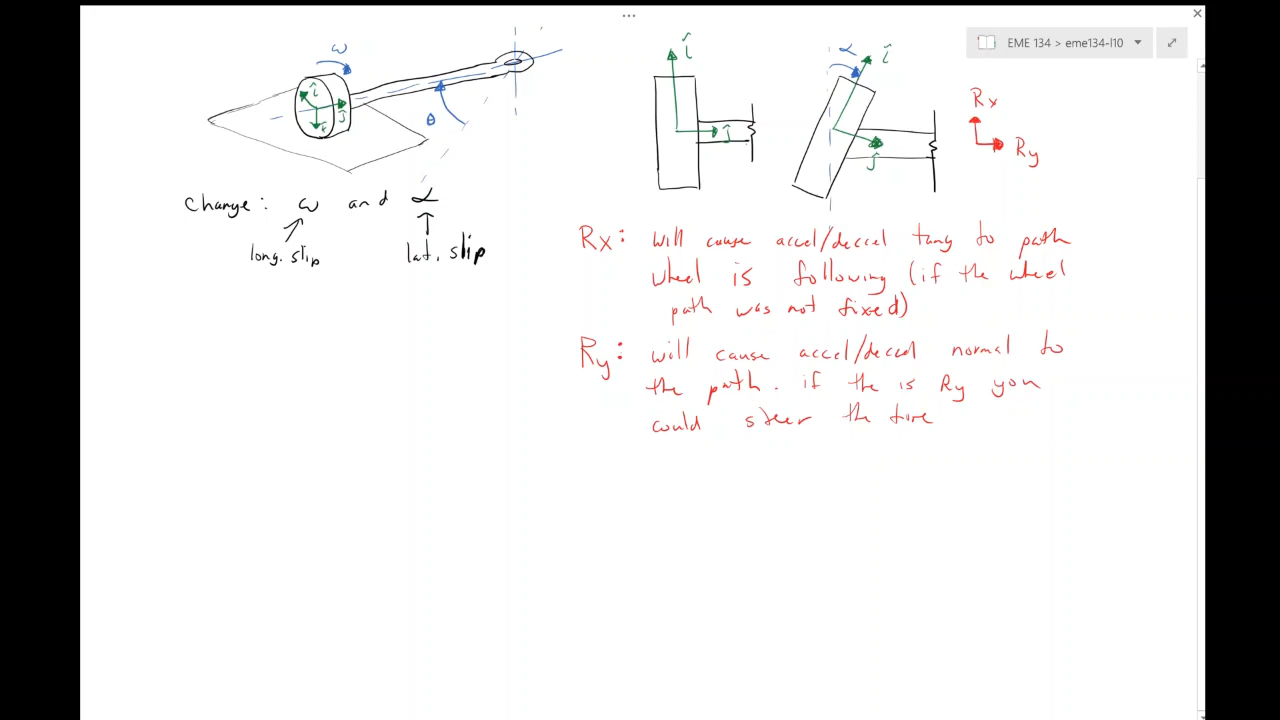 ...
EME 134 > eme134-l10
ω
î
ĵ
θ
î
ĵ
α
î
ĵ
Rx
Ry
Change: ω and α
long. slip
lat. slip
Rx: will cause accel/deccel tang to path
wheel is following (if the wheel
path was not fixed)
Ry: will cause accel/deccel normal to
the path. if the is Ry you
could steer the tire